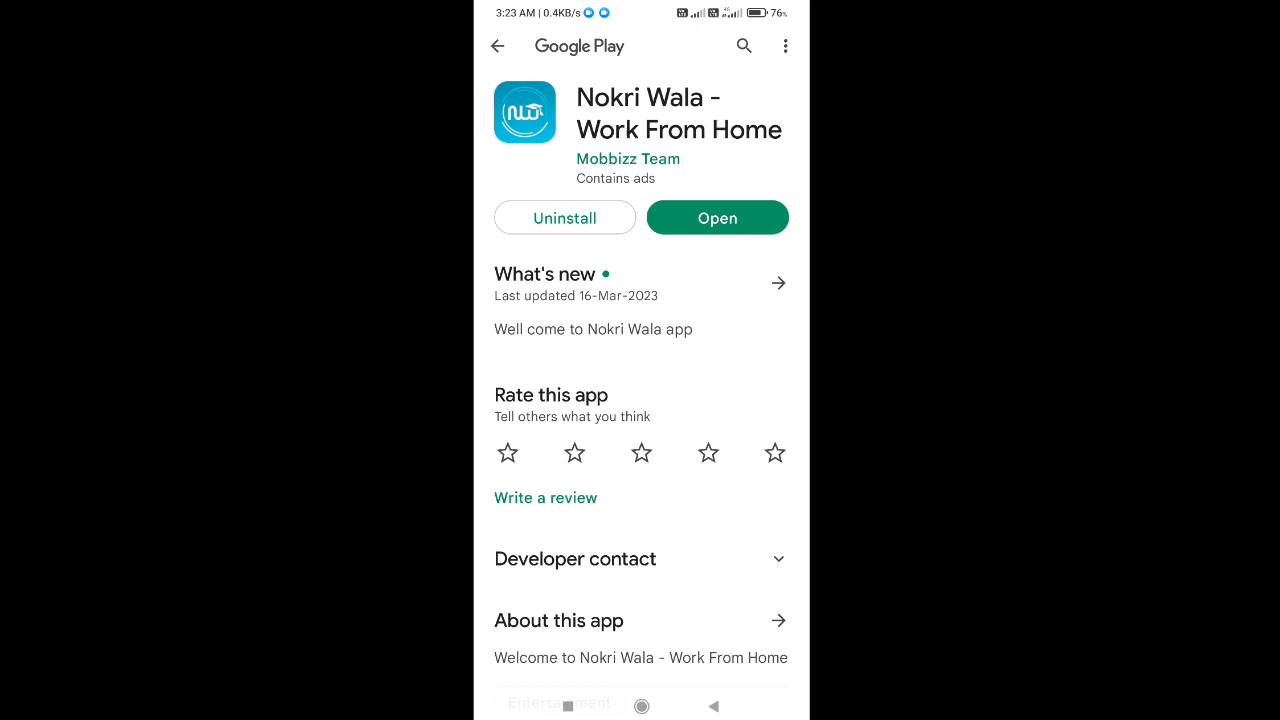 3:23 AM | 0.4KB/s
4G
76%
Google Play
NW
Nokri Wala -
Work From Home
Mobbizz Team
Contains ads
Uninstall
Open
What's new
Last updated 16-Mar-2023
Well come to Nokri Wala app
Rate this app
Tell others what you think
Write a review
Developer contact
About this app
Welcome to Nokri Wala - Work From Home
Entertainment